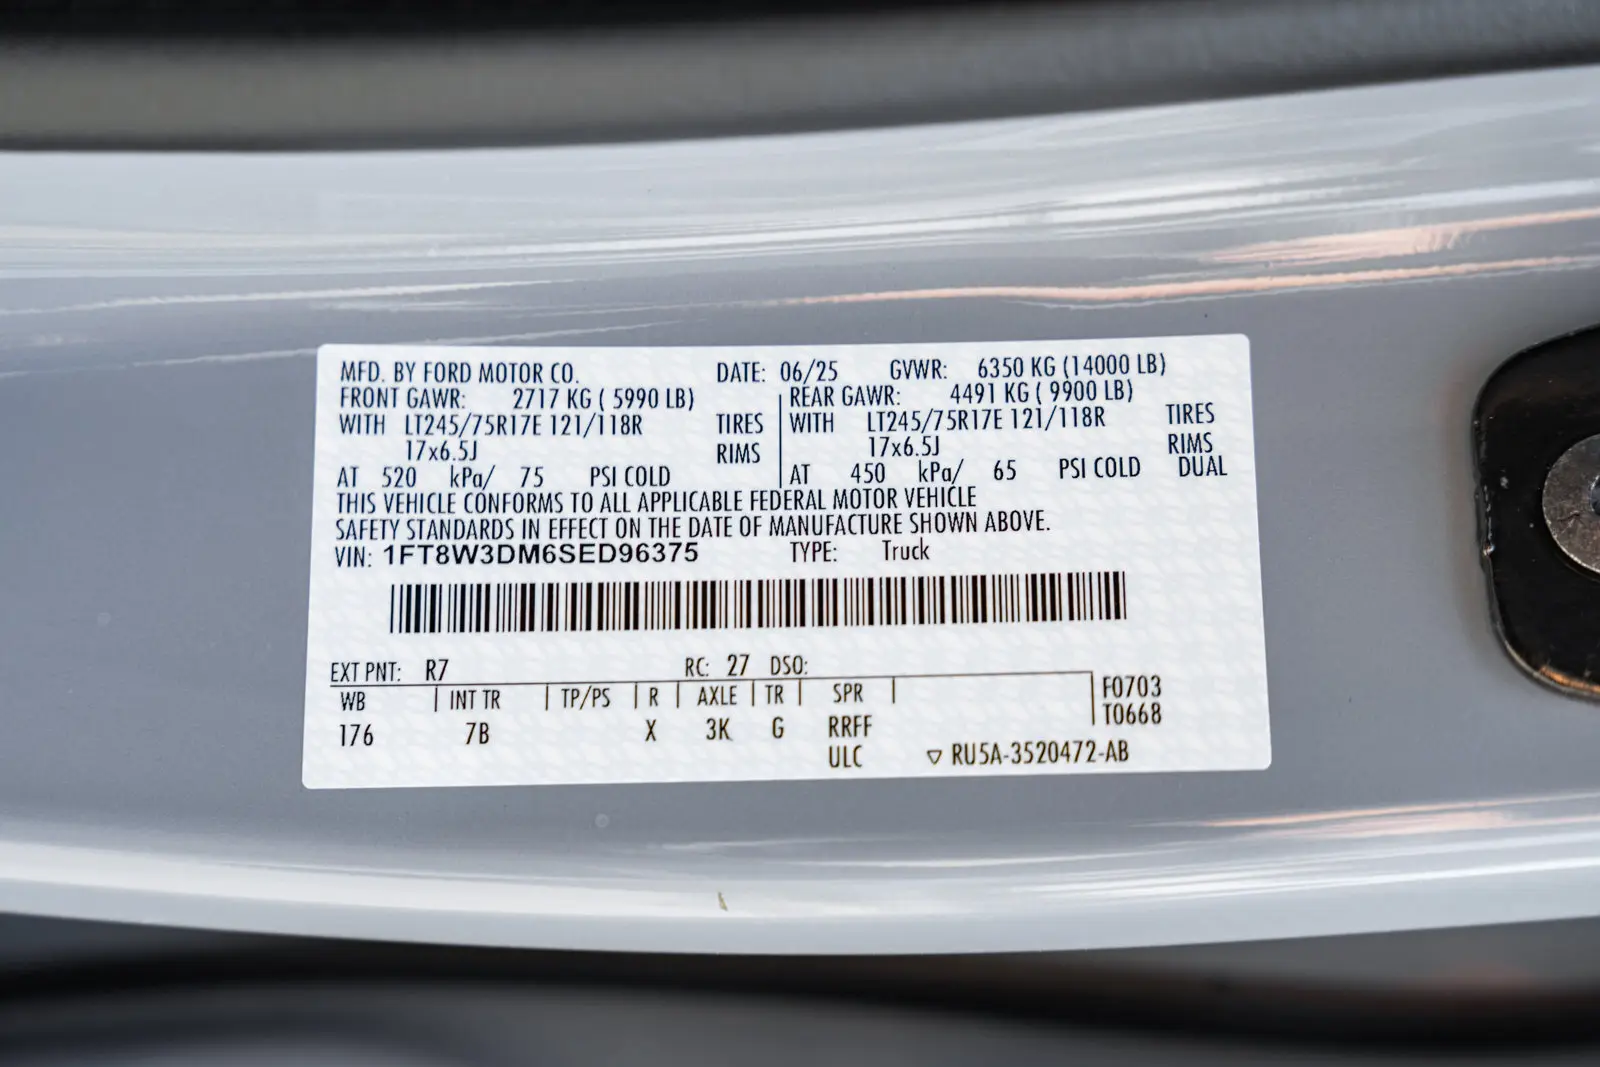 MFD. BY FORD MOTOR CO. DATE: 06/25 GVWR: 6350 KG (14000 LB)
FRONT GAWR: 2717 KG ( 5990 LB) REAR GAWR: 4491 KG ( 9900 LB)
WITH LT245/75R17E 121/118R TIRES WITH LT245/75R17E 121/118R TIRES
17x6.5J RIMS 17x6.5J RIMS
AT 520 kPa/ 75 PSI COLD AT 450 kPa/ 65 PSI COLD DUAL
THIS VEHICLE CONFORMS TO ALL APPLICABLE FEDERAL MOTOR VEHICLE
SAFETY STANDARDS IN EFFECT ON THE DATE OF MANUFACTURE SHOWN ABOVE.
VIN: 1FT8W3DM6SED96375 TYPE: Truck
EXT PNT: R7 RC: 27 DSO:
WB INT TR TP/PS R AXLE TR SPR F0703
176 7B X 3K G RRFF T0668
ULC ▽ RU5A-3520472-AB